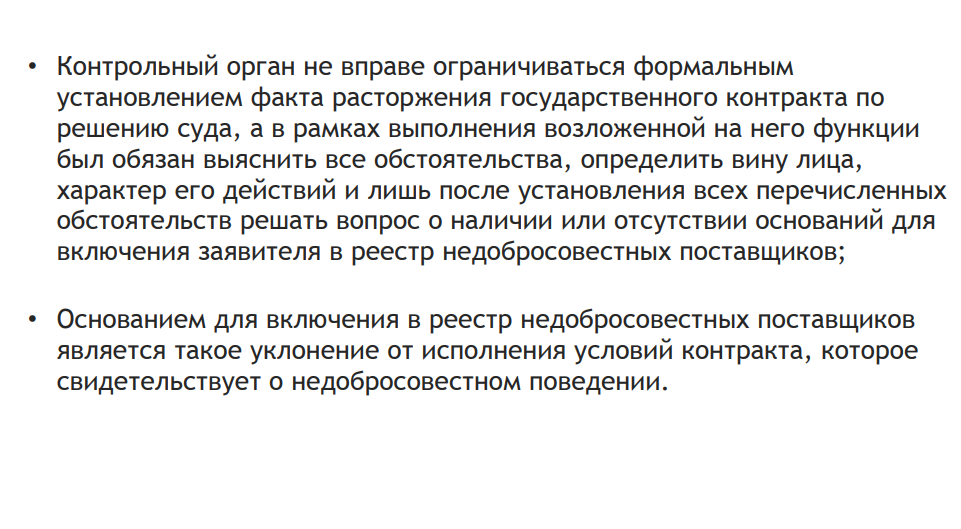 • Контрольный орган не вправе ограничиваться формальным
установлением факта расторжения государственного контракта по
решению суда, а в рамках выполнения возложенной на него функции
был обязан выяснить все обстоятельства, определить вину лица,
характер его действий и лишь после установления всех перечисленных
обстоятельств решать вопрос о наличии или отсутствии оснований для
включения заявителя в реестр недобросовестных поставщиков;
• Основанием для включения в реестр недобросовестных поставщиков
является такое уклонение от исполнения условий контракта, которое
свидетельствует о недобросовестном поведении.